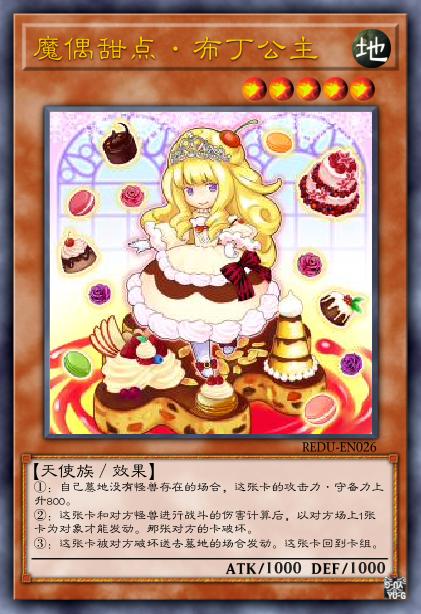 魔偶甜点·布丁公主
地
REDU-EN026
【天使族／效果】
①：自己墓地没有怪兽存在的场合，这张卡的攻击力·守备力上
升800。
②：这张卡和对方怪兽进行战斗的伤害计算后，以对方场上1张
卡为对象才能发动。那张对方的卡破坏。
③：这张卡被对方破坏送去墓地的场合发动。这张卡回到卡组。
ATK/1000 DEF/1000